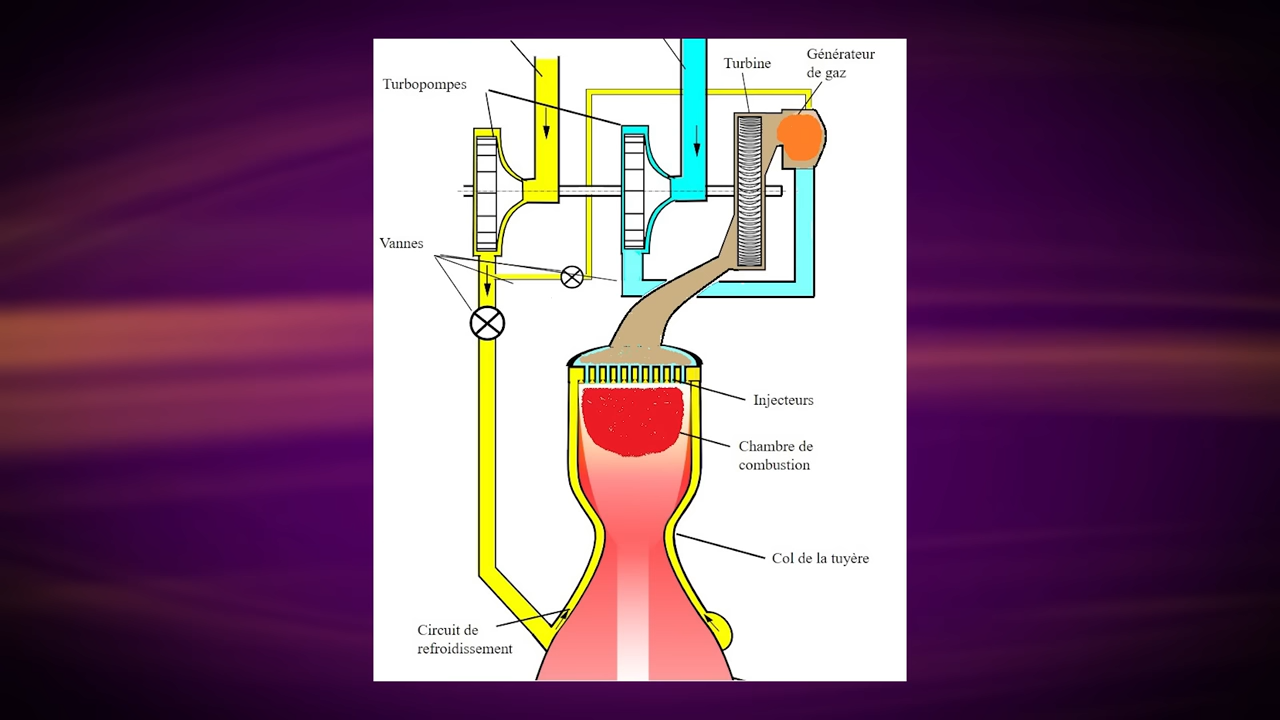 Générateur
de gaz
Turbine
Turbopompes
Vannes
Injecteurs
Chambre de
combustion
Col de la tuyère
Circuit de
refroidissement